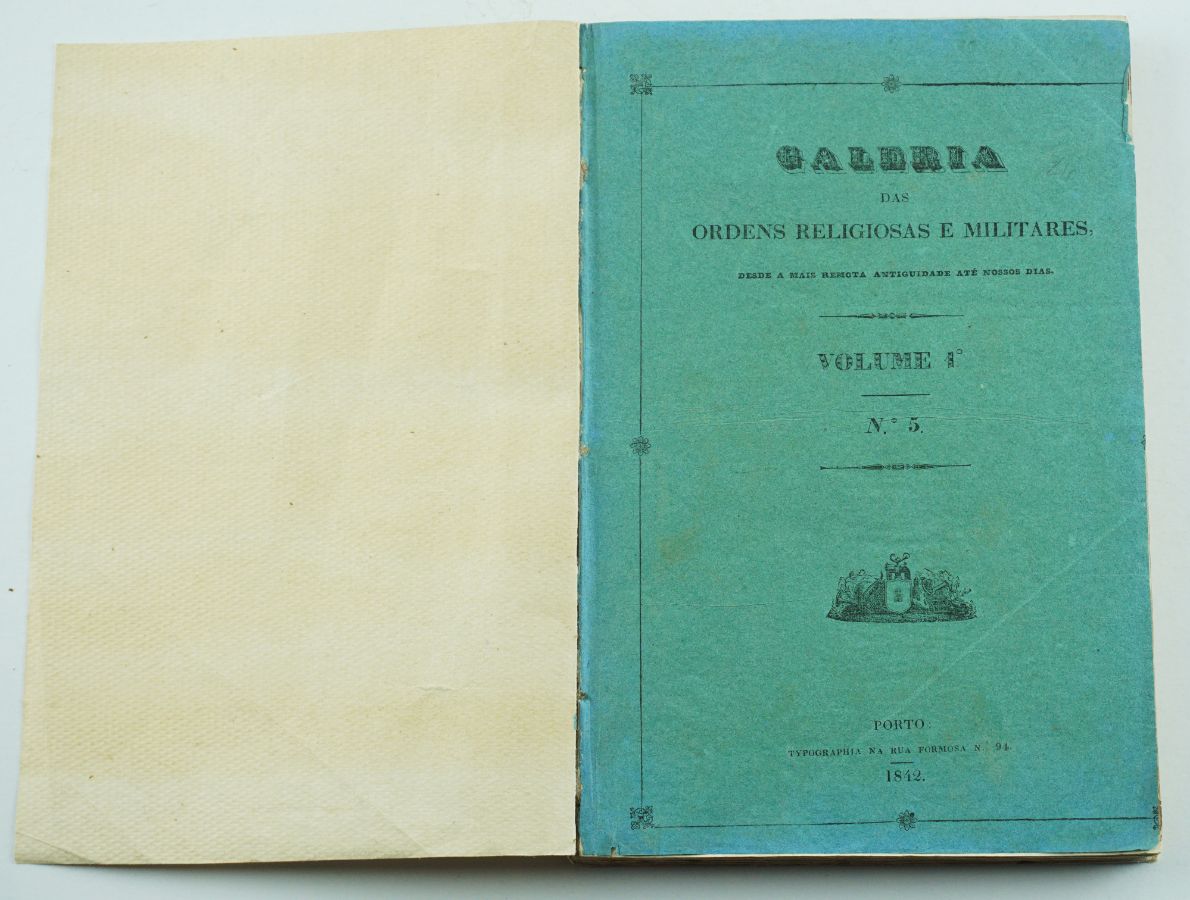 GALERIA
DAS
ORDENS RELIGIOSAS E MILITARES,
DESDE A MAIS REMOTA ANTIGUIDADE ATÉ NOSSOS DIAS.
VOLUME 1º
N.º 5.
PORTO:
TYPOGRAPHIA NA RUA FORMOSA N. 94.
1842.